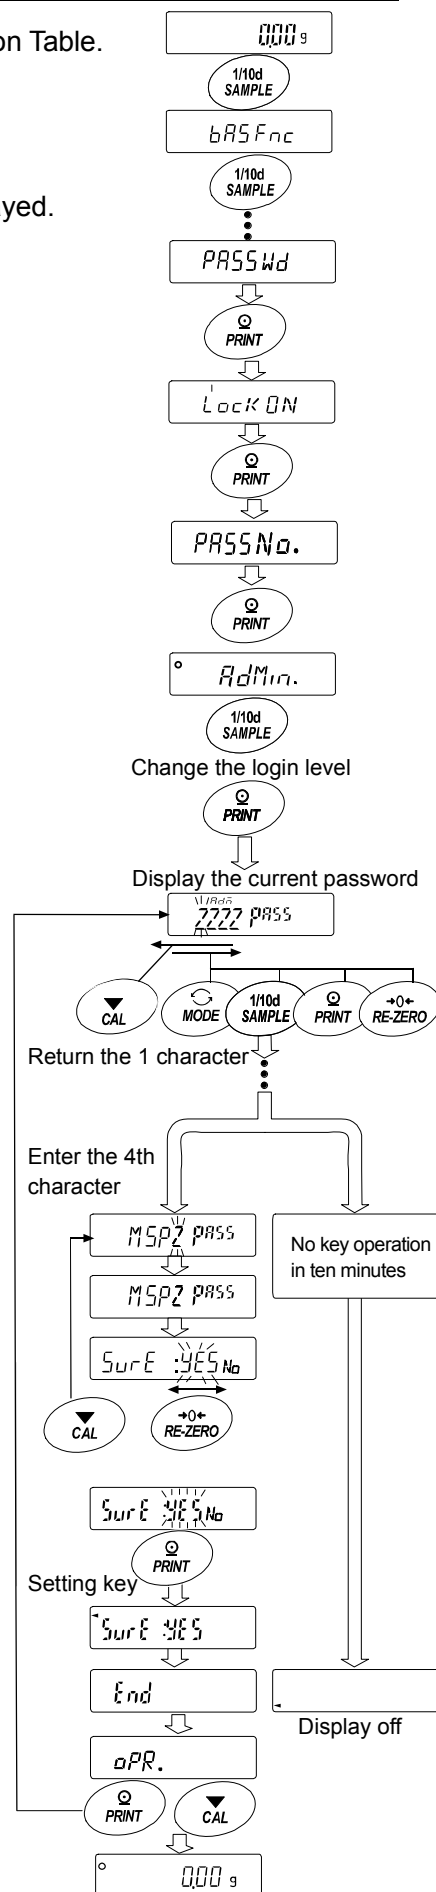 on Table.
0.00 g
1/10d
SAMPLE
bASFnc
1/10d
SAMPLE
yed.
PASSWd
PRINT
LocK ON
PRINT
PASSNo.
PRINT
AdMin.
1/10d
SAMPLE
Change the login level
PRINT
Display the current password
Adm
ZZZZ PASS
CAL
MODE
1/10d
SAMPLE
PRINT
→0←
RE-ZERO
Return the 1 character
Enter the 4th
character
MSPZ PASS
No key operation
in ten minutes
MSPZ PASS
SurE :YES No
CAL
→0←
RE-ZERO
SurE :YES No
PRINT
Setting key
SurE :YES
End
Display off
oPR.
PRINT
CAL
0.00 g